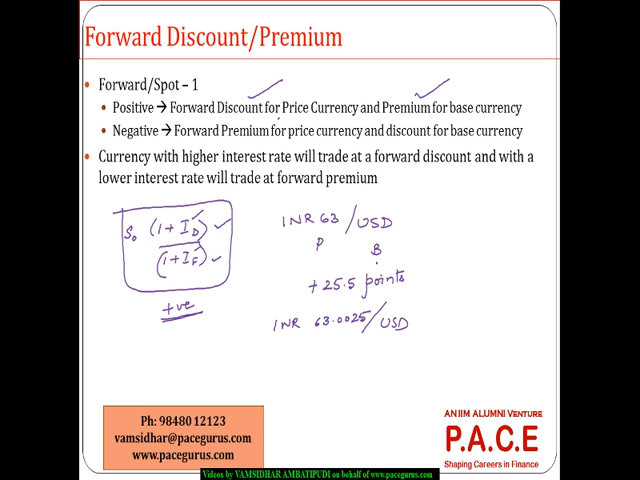 Forward Discount/Premium
• Forward/Spot – 1
• Positive → Forward Discount for Price Currency and Premium for base currency
• Negative → Forward Premium for price currency and discount for base currency
• Currency with higher interest rate will trade at a forward discount and with a
lower interest rate will trade at forward premium
S₀ (1 + I_D)
(1 + I_F)
+ve
INR 63 / USD
P B
+25.5 points
INR 63.0025/USD
Ph: 98480 12123
vamsidhar@pacegurus.com
www.pacegurus.com
AN IIM ALUMNI VENTURE
P.A.C.E
Shaping Careers in Finance
Videos by VAMSIDHAR AMBATIPUDI on behalf of www.pacegurus.com